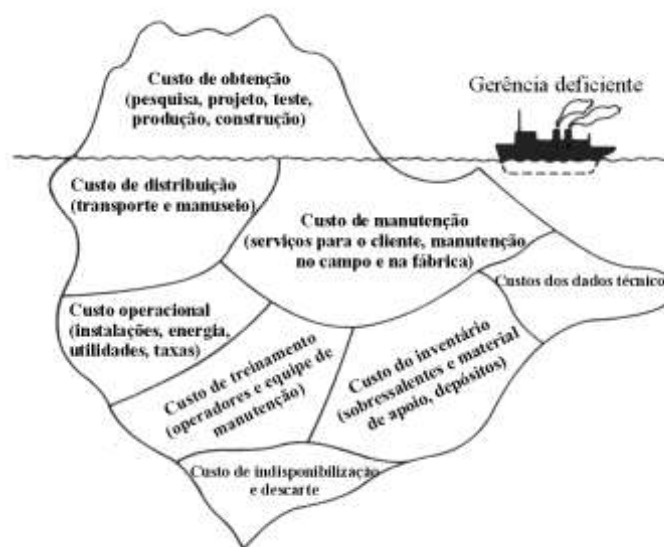 Custo de obtenção
(pesquisa, projeto, teste,
produção, construção)
Gerência deficiente
Custo de distribuição
(transporte e manuseio)
Custo de manutenção
(serviços para o cliente, manutenção
no campo e na fábrica)
Custos dos dados técnico
Custo operacional
(instalações, energia,
utilidades, taxas)
Custo de treinamento
(operadores e equipe de
manutenção)
Custo do inventário
(sobressalentes e material
de apoio, depósitos)
Custo de indisponibilização
e descarte